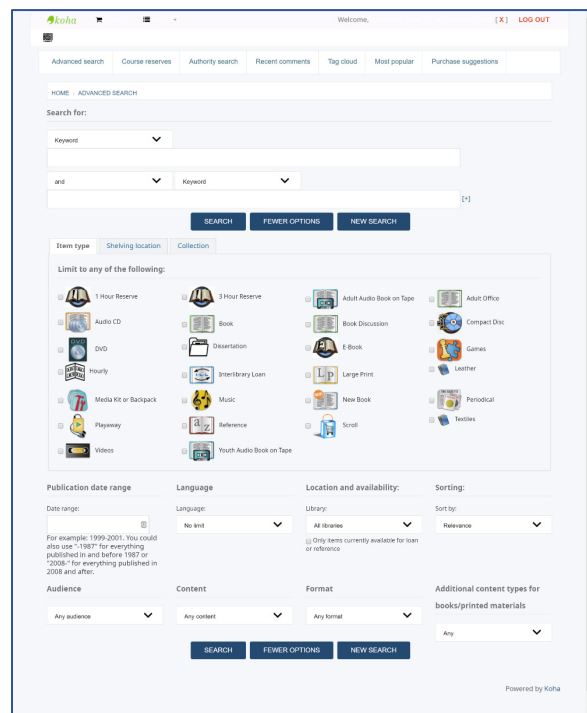 koha Welcome, [ X ] LOG OUT
Advanced search Course reserves Authority search Recent comments Tag cloud Most popular Purchase suggestions
HOME › ADVANCED SEARCH
Search for:
Keyword
and Keyword
[+]
SEARCH FEWER OPTIONS NEW SEARCH
Item type Shelving location Collection
Limit to any of the following:
1 Hour Reserve 3 Hour Reserve Adult Audio Book on Tape Adult Office
Audio CD Book Book Discussion Compact Disc
DVD Dissertation E-Book Games
Hourly Interlibrary Loan Large Print Leather
Media Kit or Backpack Music New Book Periodical
Playaway Reference Scroll Textiles
Videos Youth Audio Book on Tape
Publication date range Language Location and availability: Sorting:
Date range: Language: Library: Sort by:
No limit All libraries Relevance
For example: 1999-2001. You could
also use "-1987" for everything
published in and before 1987 or
"2008-" for everything published in
2008 and after.
Only items currently available for loan
or reference
Audience Content Format Additional content types for
books/printed materials
Any audience Any content Any format Any
SEARCH FEWER OPTIONS NEW SEARCH
Powered by Koha